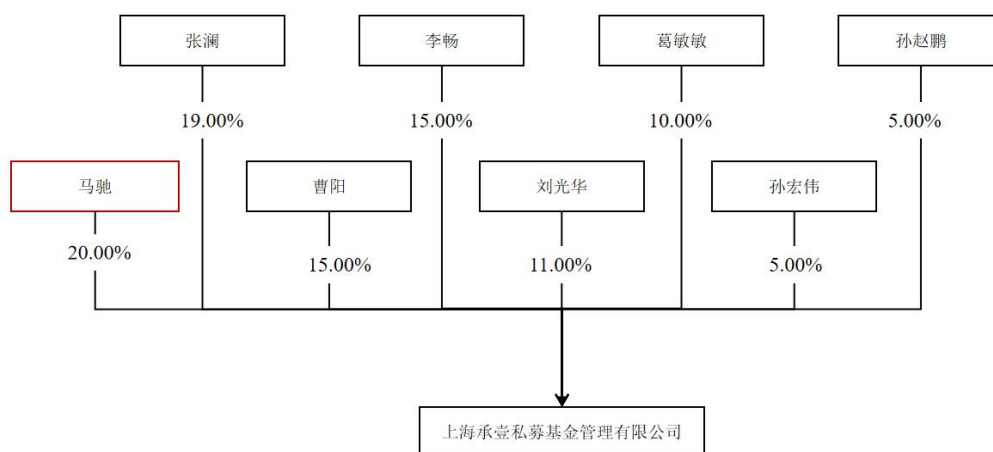 张澜
李畅
葛敏敏
孙赵鹏
19.00%
15.00%
10.00%
5.00%
马驰
曹阳
刘光华
孙宏伟
20.00%
15.00%
11.00%
5.00%
上海承壹私募基金管理有限公司